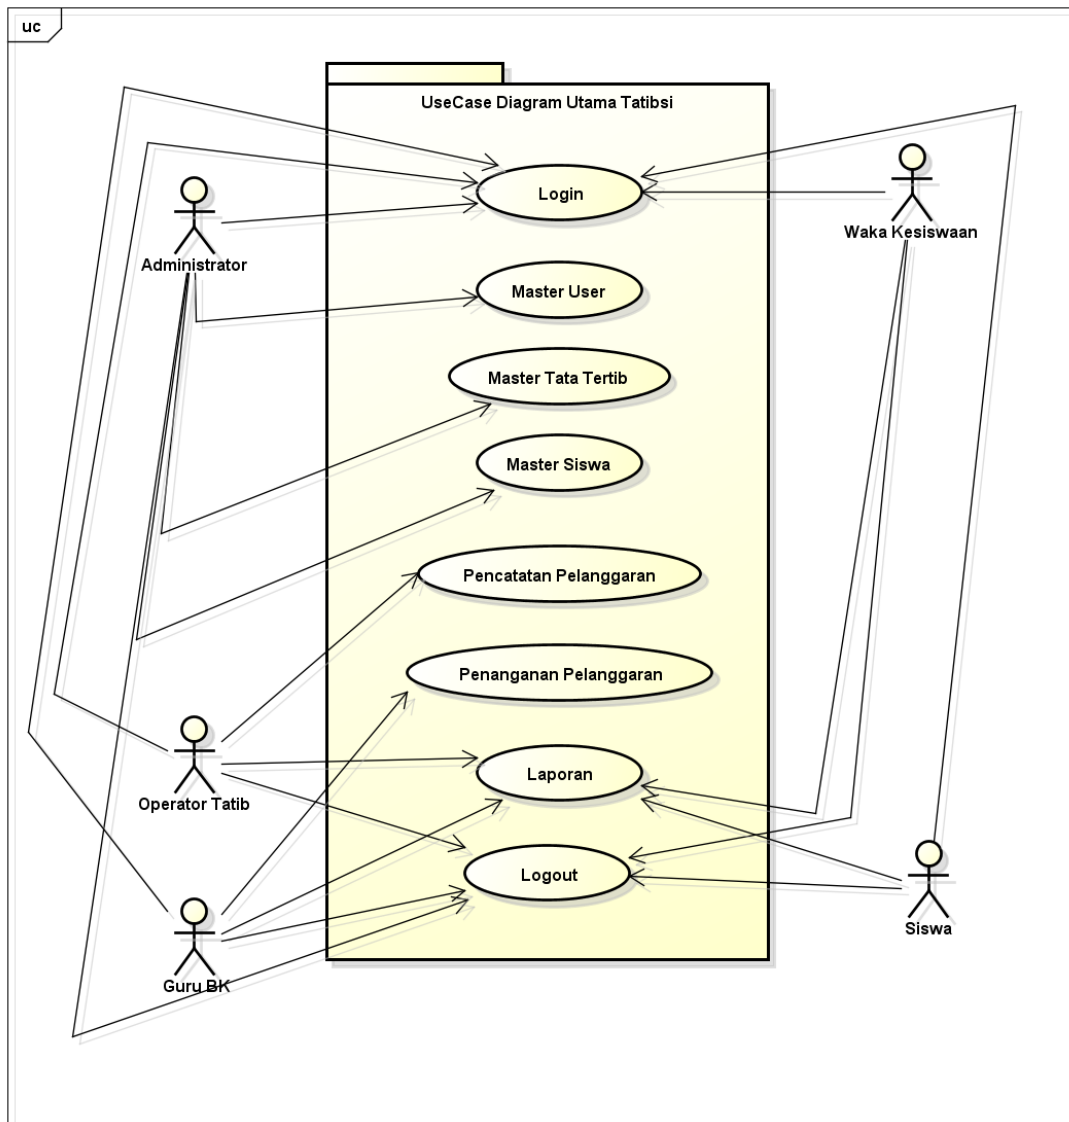 uc
UseCase Diagram Utama Tatibsi
Login
Waka Kesiswaan
Administrator
Master User
Master Tata Tertib
Master Siswa
Pencatatan Pelanggaran
Penanganan Pelanggaran
Laporan
Operator Tatib
Logout
Siswa
Guru BK